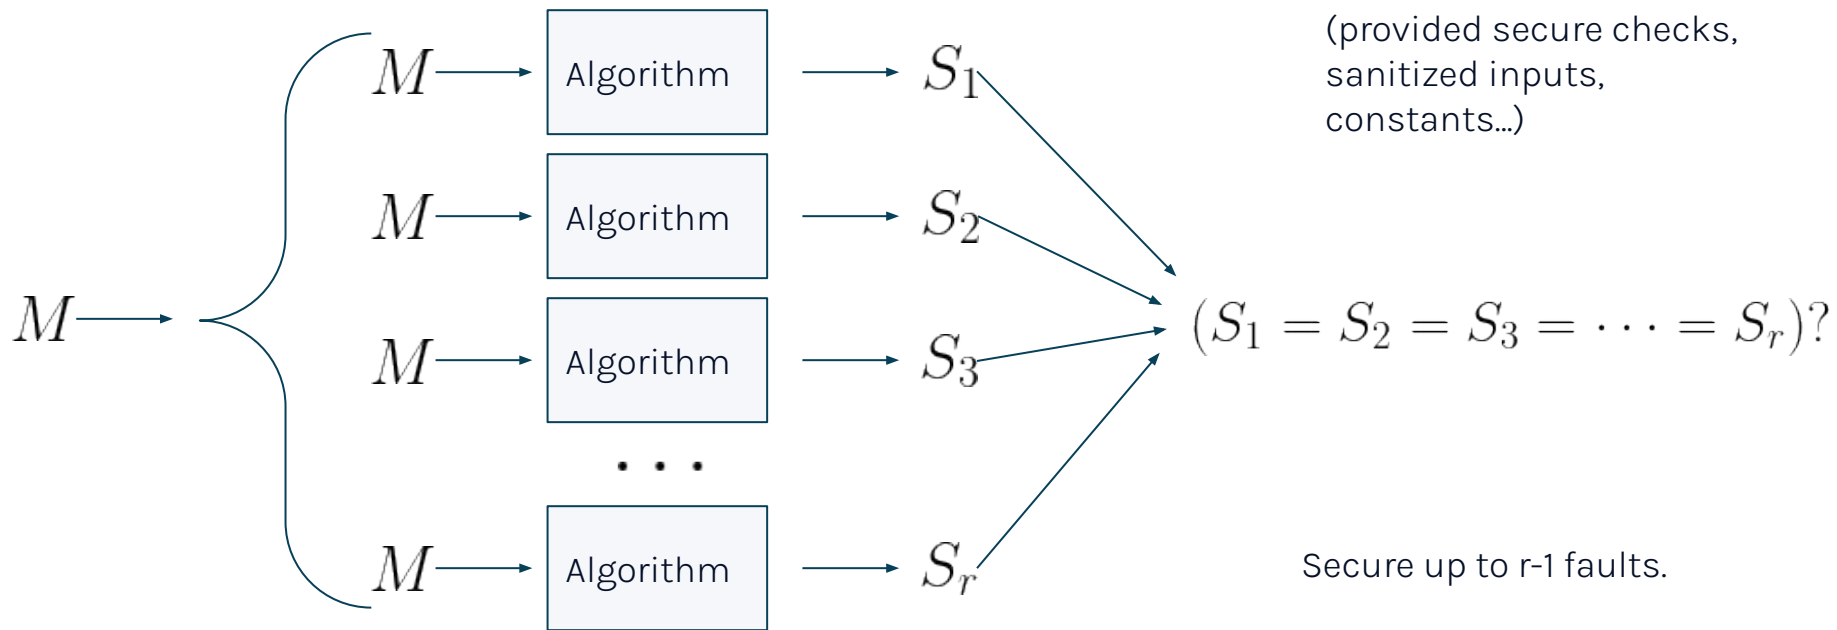 (provided secure checks,
sanitized inputs,
constants...)
M Algorithm S₁
M Algorithm S₂
M
(S₁ = S₂ = S₃ = ⋯ = Sᵣ)?
M Algorithm S₃
...
M Algorithm Sᵣ
Secure up to r-1 faults.